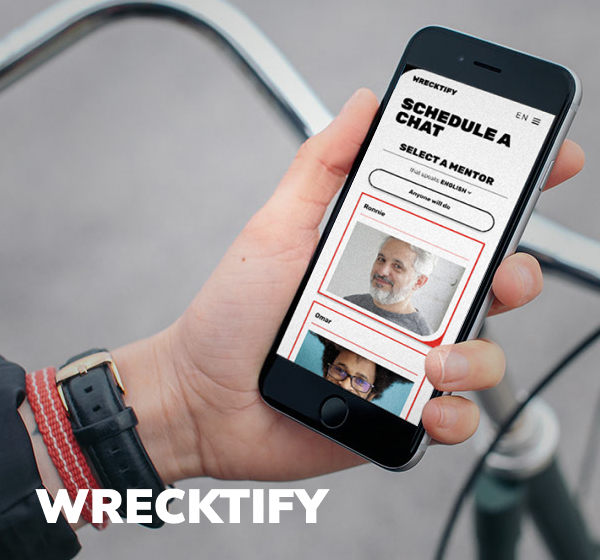 WRECKTIFY
EN
SCHEDULE A
CHAT
SELECT A MENTOR
that speaks ENGLISH
Anyone will do
Ronnie
Omar
WRECKTIFY